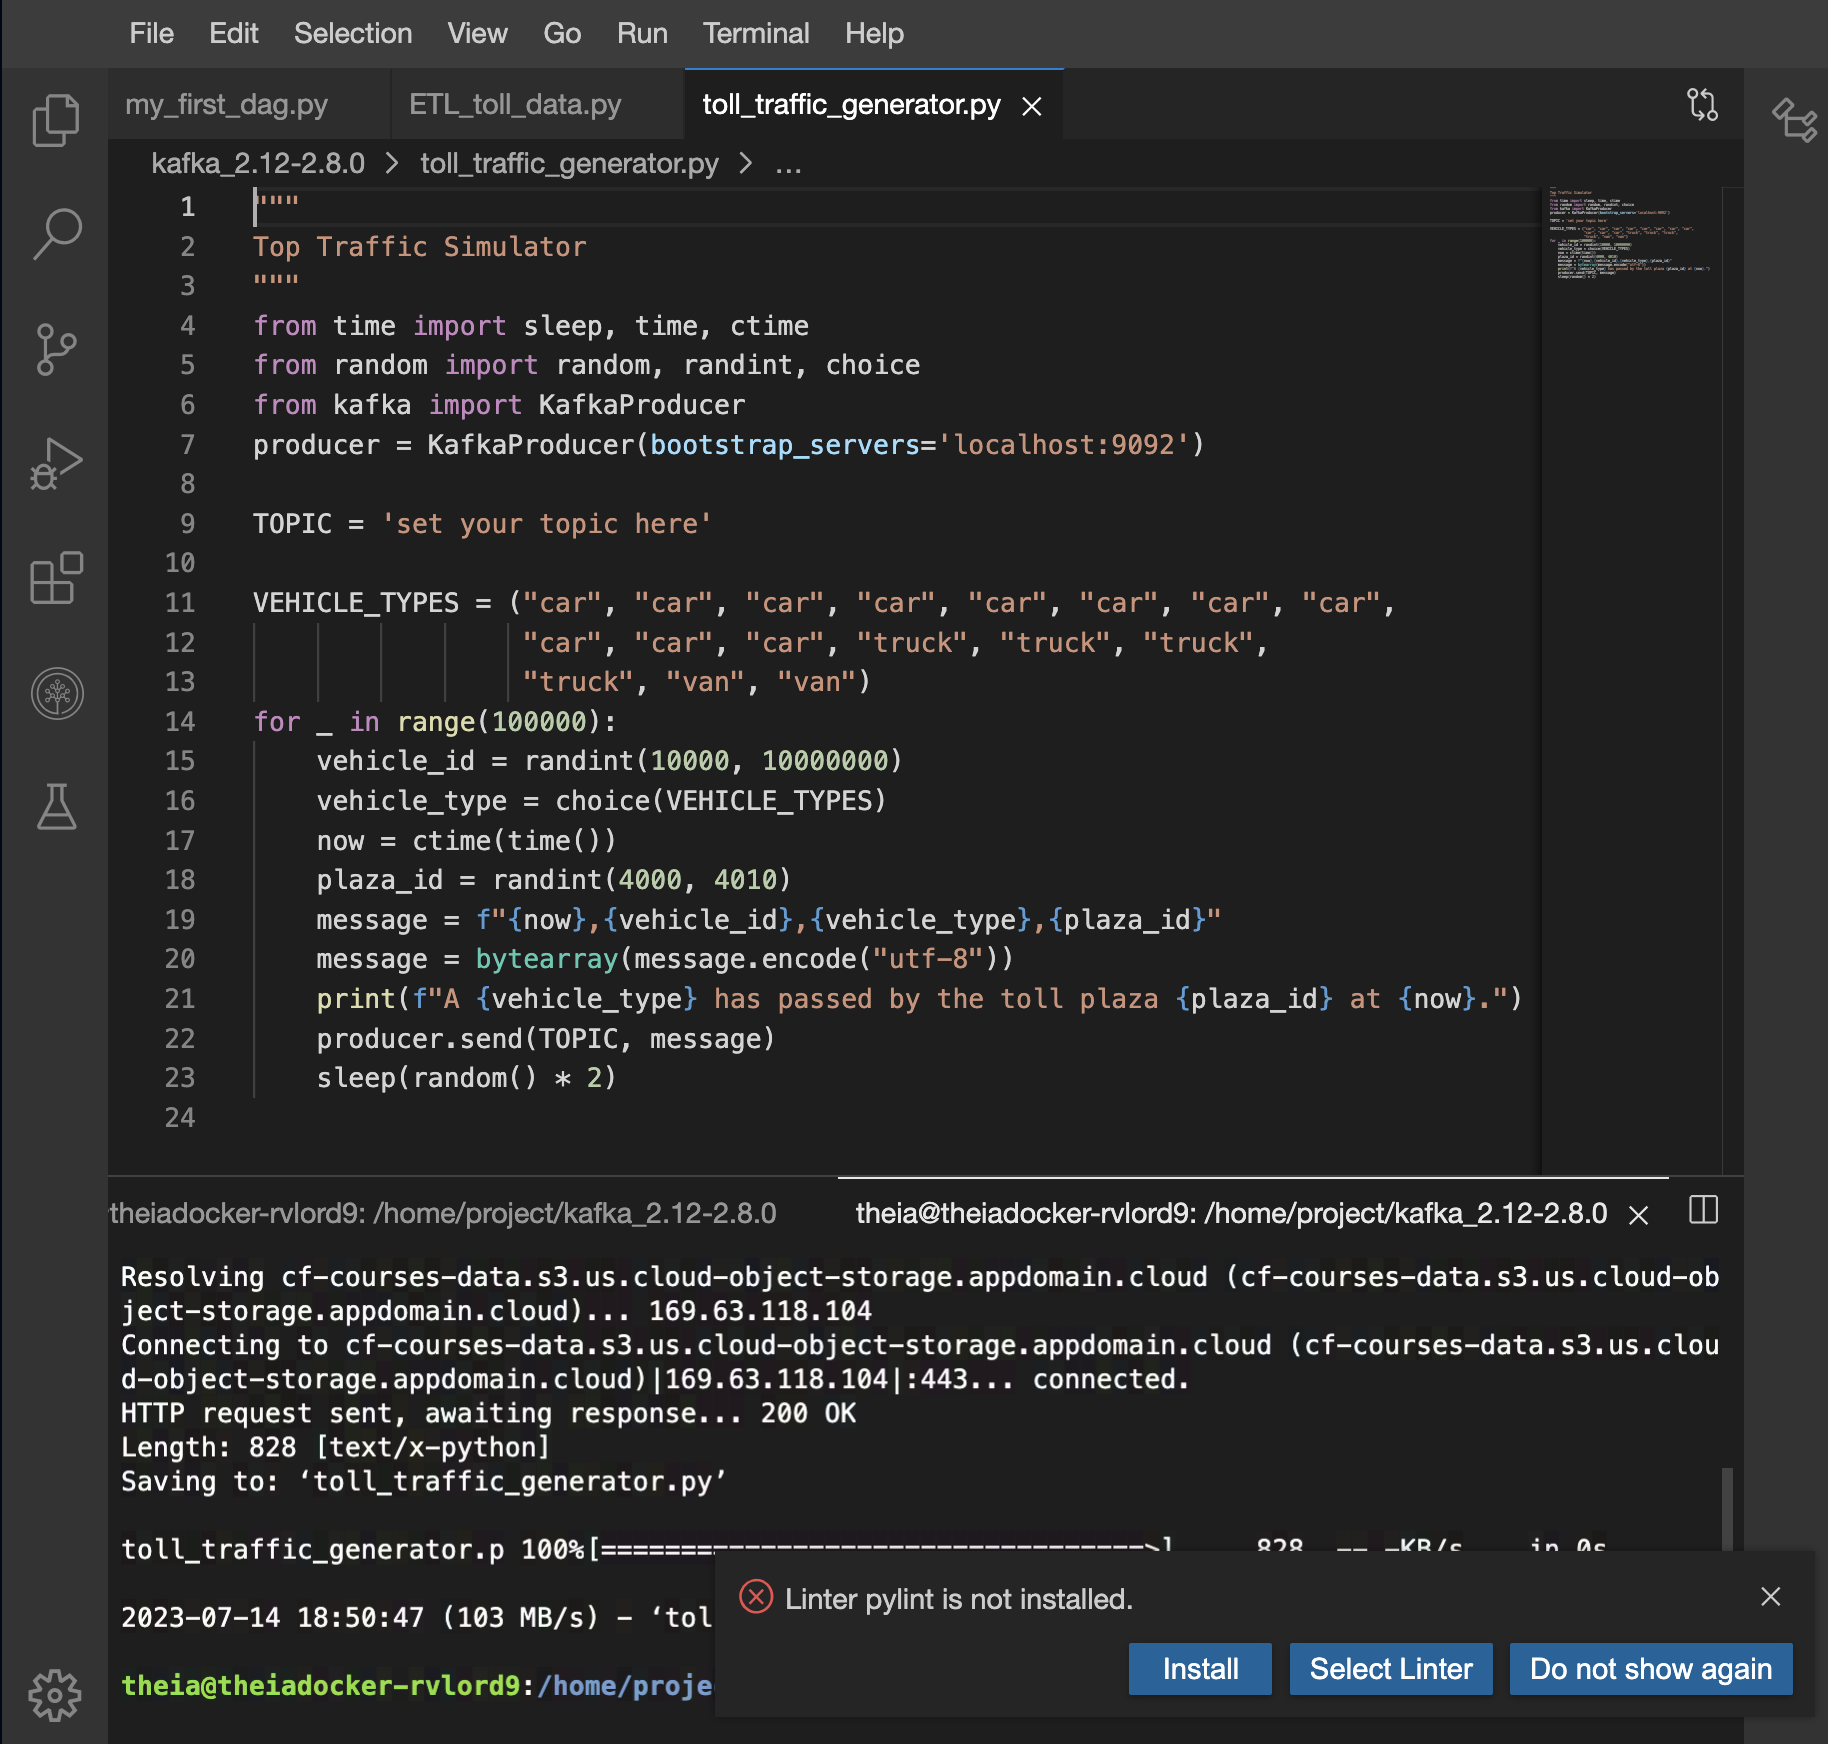 File Edit Selection View Go Run Terminal Help
my_first_dag.py ETL_toll_data.py toll_traffic_generator.py
kafka_2.12-2.8.0 > toll_traffic_generator.py > ...
1 """
2 Top Traffic Simulator
3 """
4 from time import sleep, time, ctime
5 from random import random, randint, choice
6 from kafka import KafkaProducer
7 producer = KafkaProducer(bootstrap_servers='localhost:9092')
8
9 TOPIC = 'set your topic here'
10
11 VEHICLE_TYPES = ("car", "car", "car", "car", "car", "car", "car", "car",
12 "car", "car", "car", "truck", "truck", "truck",
13 "truck", "van", "van")
14 for _ in range(100000):
15 vehicle_id = randint(10000, 10000000)
16 vehicle_type = choice(VEHICLE_TYPES)
17 now = ctime(time())
18 plaza_id = randint(4000, 4010)
19 message = f"{now},{vehicle_id},{vehicle_type},{plaza_id}"
20 message = bytearray(message.encode("utf-8"))
21 print(f"A {vehicle_type} has passed by the toll plaza {plaza_id} at {now}.")
22 producer.send(TOPIC, message)
23 sleep(random() * 2)
24
theiadocker-rvlord9: /home/project/kafka_2.12-2.8.0 theia@theiadocker-rvlord9: /home/project/kafka_2.12-2.8.0
Resolving cf-courses-data.s3.us.cloud-object-storage.appdomain.cloud (cf-courses-data.s3.us.cloud-ob
ject-storage.appdomain.cloud)... 169.63.118.104
Connecting to cf-courses-data.s3.us.cloud-object-storage.appdomain.cloud (cf-courses-data.s3.us.clou
d-object-storage.appdomain.cloud)|169.63.118.104|:443... connected.
HTTP request sent, awaiting response... 200 OK
Length: 828 [text/x-python]
Saving to: ‘toll_traffic_generator.py’
toll_traffic_generator.p 100%[==================================>] 828 --.-KB/s in 0s
2023-07-14 18:50:47 (103 MB/s) - ‘tol
theia@theiadocker-rvlord9:/home/proje
Linter pylint is not installed.
Install Select Linter Do not show again